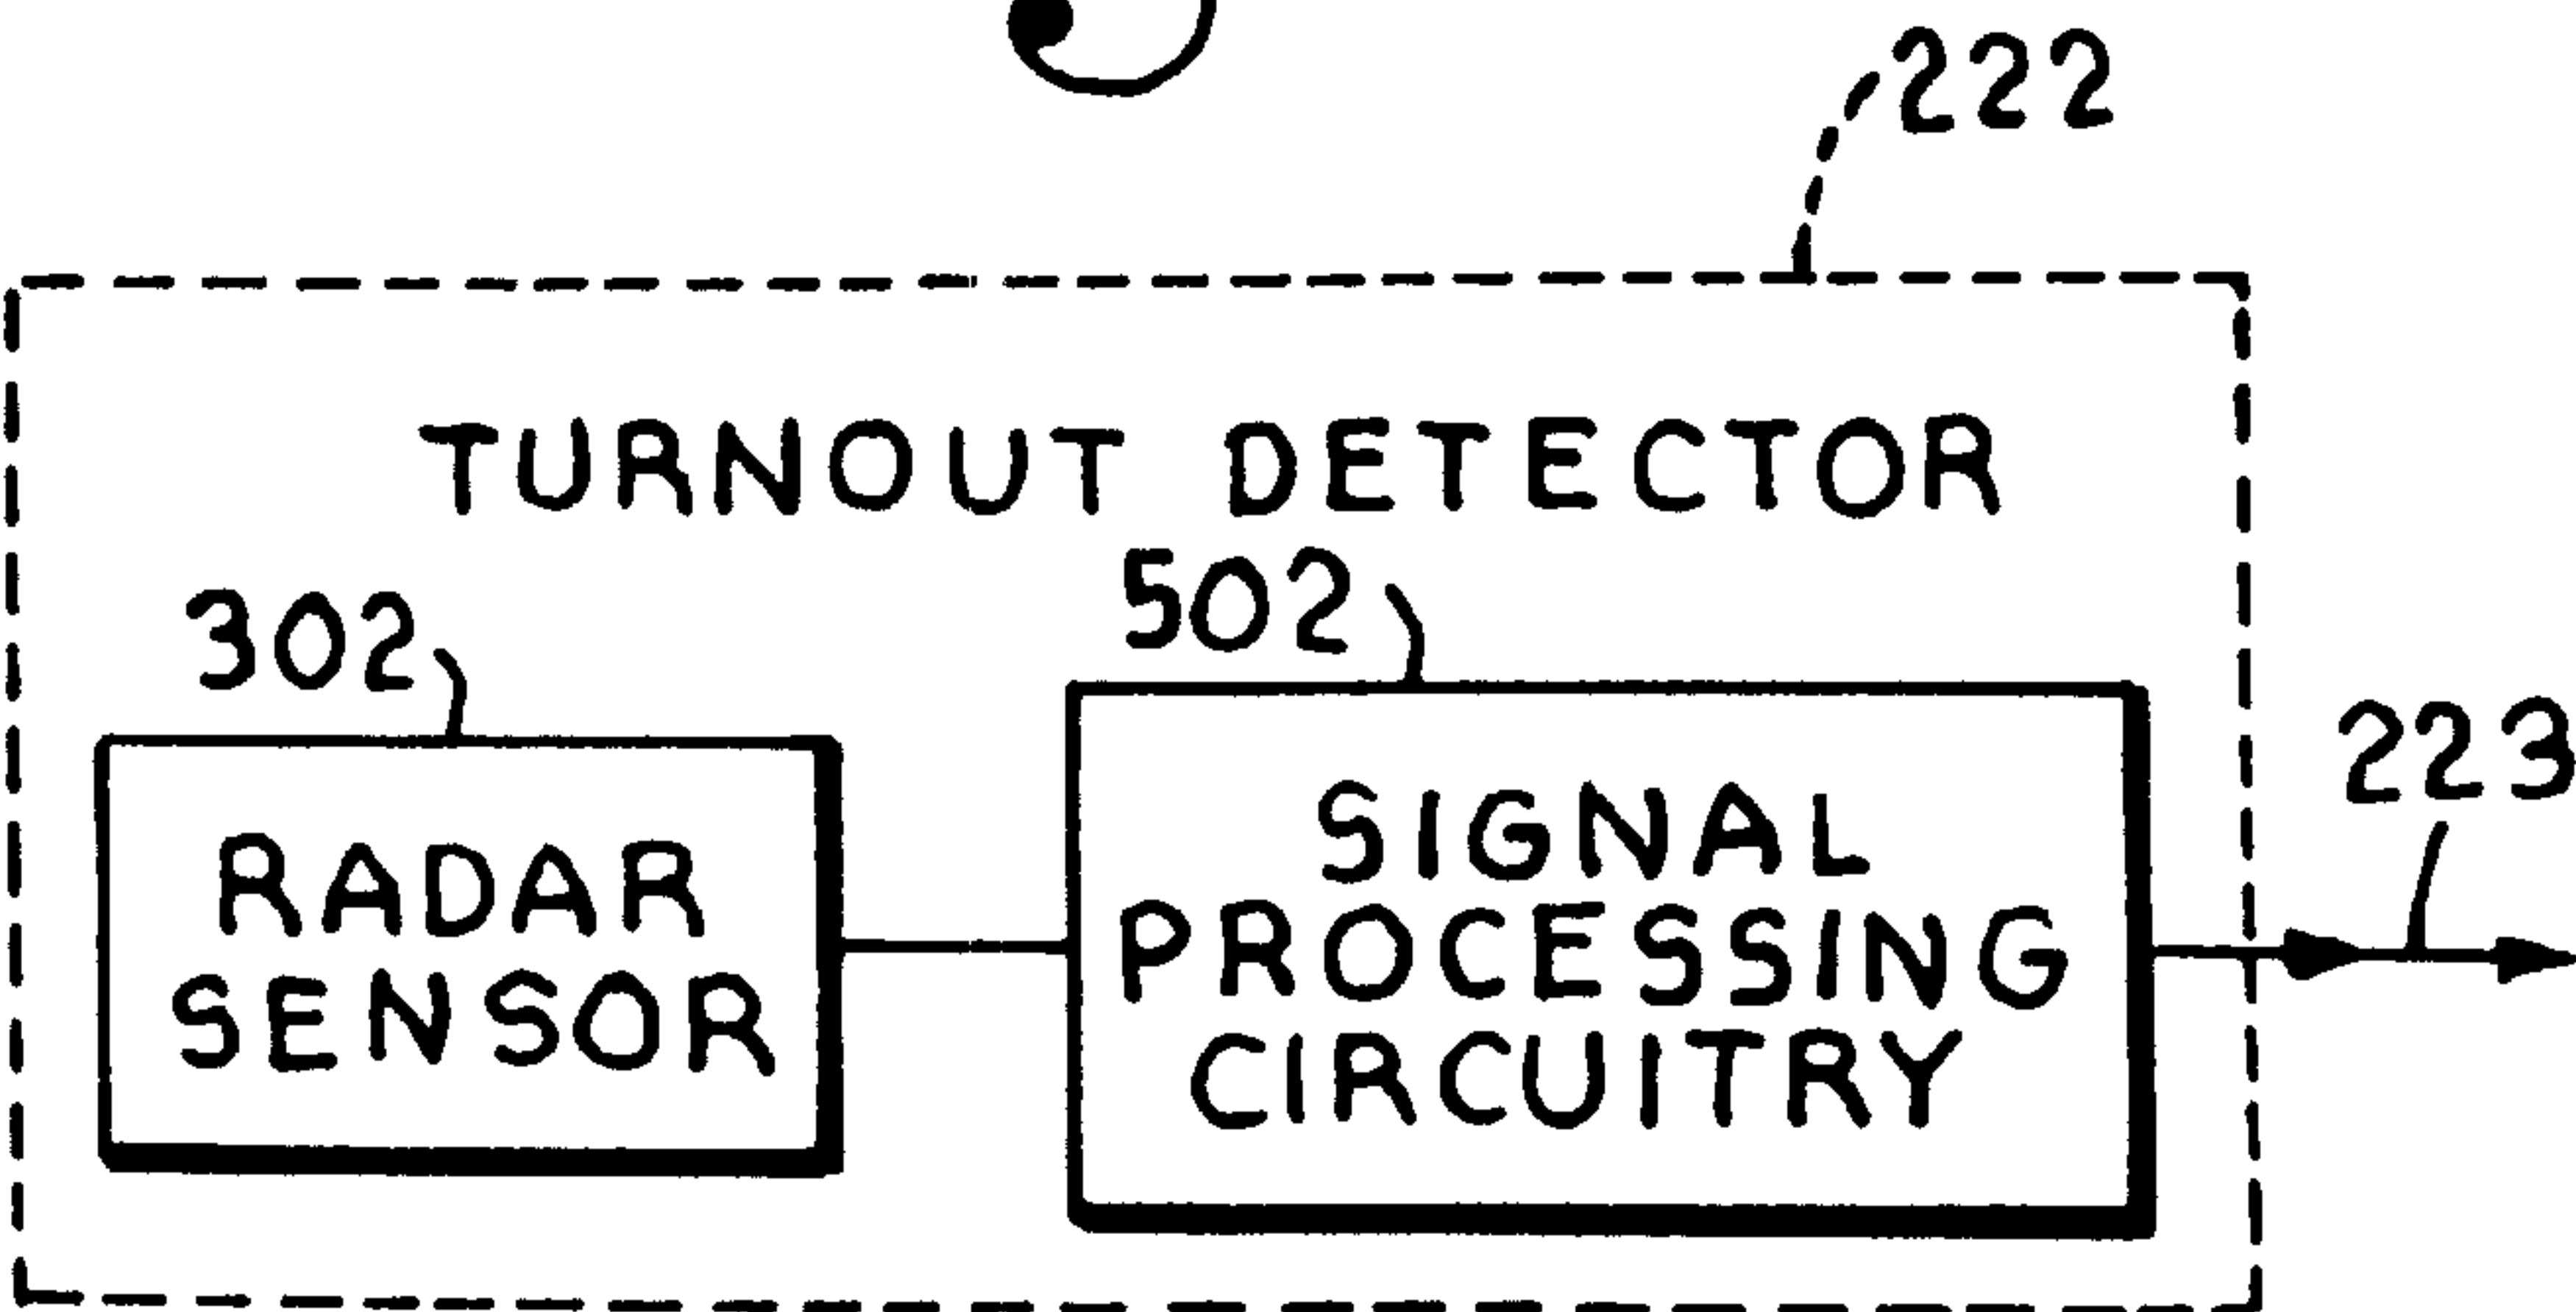 222
TURNOUT DETECTOR
302
502
223
RADAR
SENSOR
SIGNAL
PROCESSING
CIRCUITRY